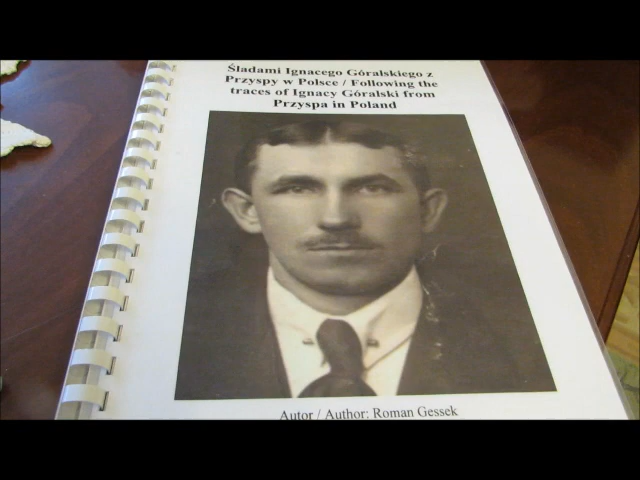 Śladami Ignacego Góralskiego z
Przyspy w Polsce / Following the
traces of Ignacy Góralski from
Przyspa in Poland
Autor / Author: Roman Gessek